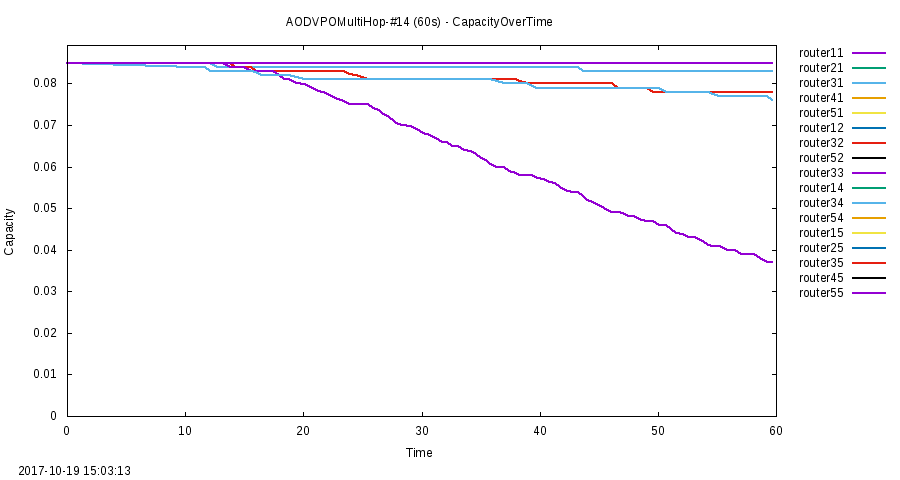 AODVPOMultiHop-#14 (60s) - CapacityOverTime
router11
router21
router31
router41
router51
router12
router32
router52
router33
router14
router34
router54
router15
router25
router35
router45
router55
0.08
0.07
0.06
0.05
0.04
0.03
0.02
0.01
0
Capacity
0 10 20 30 40 50 60
Time
2017-10-19 15:03:13